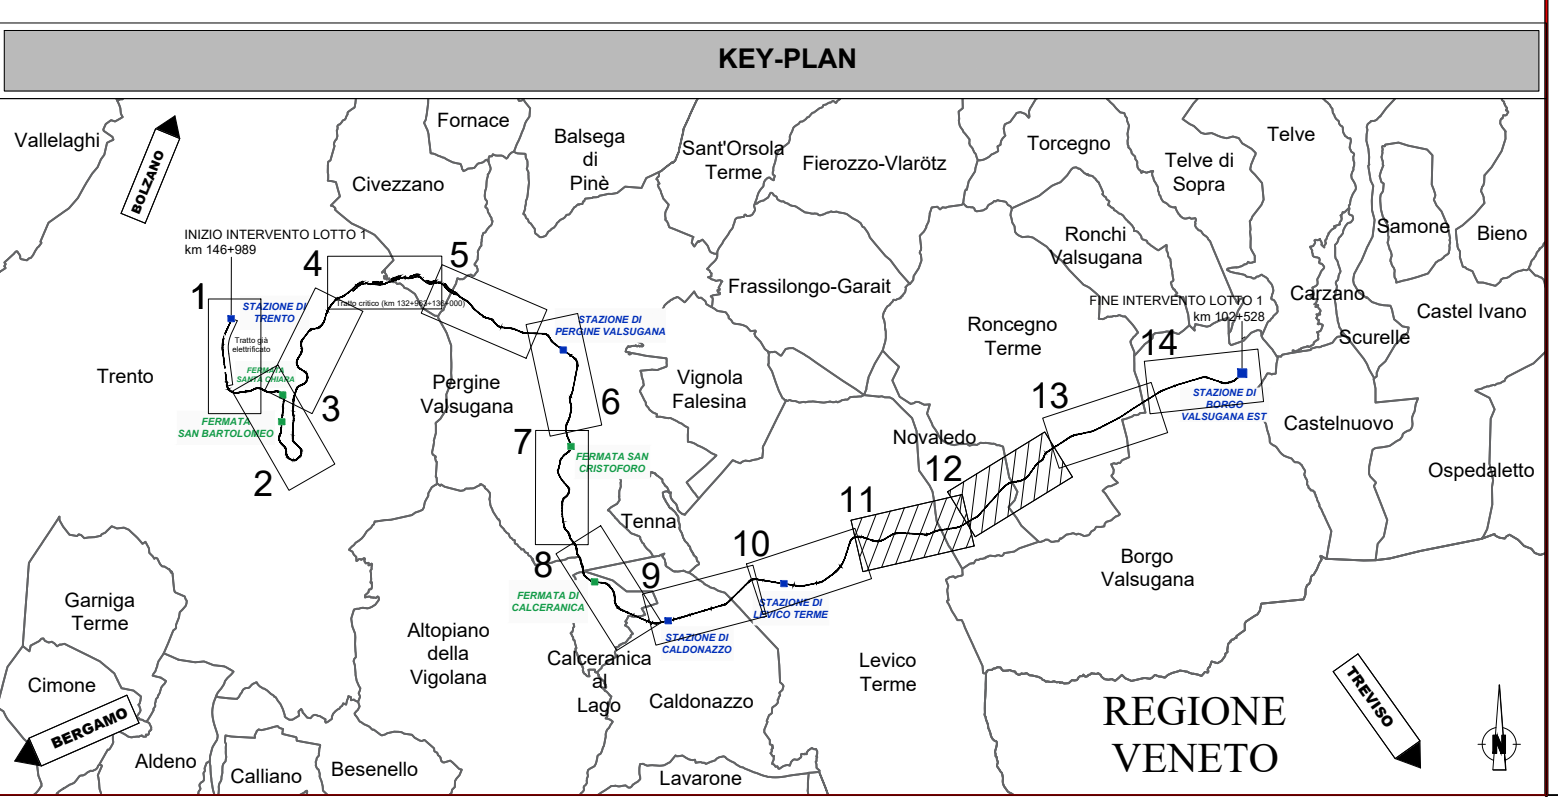 KEY-PLAN
Vallelaghi
BOLZANO
Fornace
Civezzano
Balsega
di
Pinè
Sant'Orsola
Terme
Fierozzo-Vlarötz
Torcegno
Telve di
Sopra
Telve
Samone
Bieno
Ronchi
Valsugana
Carzano
Castel Ivano
Scurelle
Frassilongo-Garait
Roncegno
Terme
INIZIO INTERVENTO LOTTO 1
km 146+989
FINE INTERVENTO LOTTO 1
km 102+528
1
STAZIONE DI
TRENTO
Tratto già
elettrificato
FERMATA
SANTA CHIARA
FERMATA
SAN BARTOLOMEO
2
3
4
Tratto critico (km 132+983÷136+000)
5
STAZIONE DI
PERGINE VALSUGANA
6
7
FERMATA SAN
CRISTOFORO
8
FERMATA DI
CALCERANICA
9
STAZIONE DI
CALDONAZZO
10
STAZIONE DI
LEVICO TERME
11
12
13
14
STAZIONE DI
BORGO
VALSUGANA EST
Trento
Pergine
Valsugana
Vignola
Falesina
Novaledo
Castelnuovo
Ospedaletto
Tenna
Borgo
Valsugana
Garniga
Terme
Altopiano
della
Vigolana
Calceranica
al
Lago
Caldonazzo
Levico
Terme
Cimone
BERGAMO
Aldeno
Calliano
Besenello
Lavarone
REGIONE
VENETO
TREVISO
N